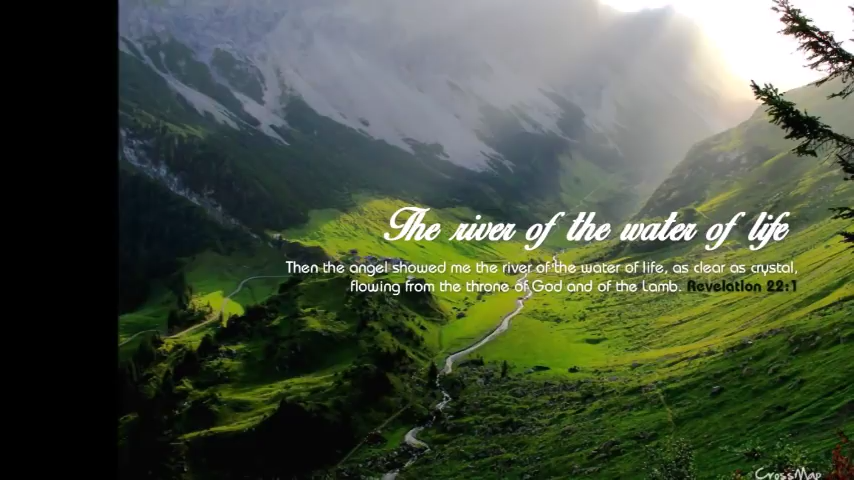 The river of the water of life
Then the angel showed me the river of the water of life, as clear as crystal,
flowing from the throne of God and of the Lamb. Revelation 22:1
CrossMap